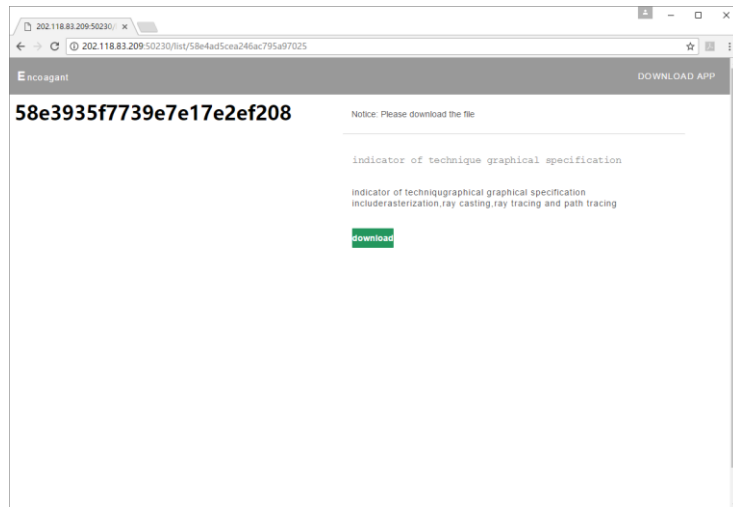 202.118.83.209:50230/
202.118.83.209:50230/list/58e4ad5cea246ac795a97025
Encoagant
DOWNLOAD APP
58e3935f7739e7e17e2ef208
Notice: Please download the file
indicator of technique graphical specification
indicator of techniqugraphical graphical specification
includerasterization,ray casting,ray tracing and path tracing
download